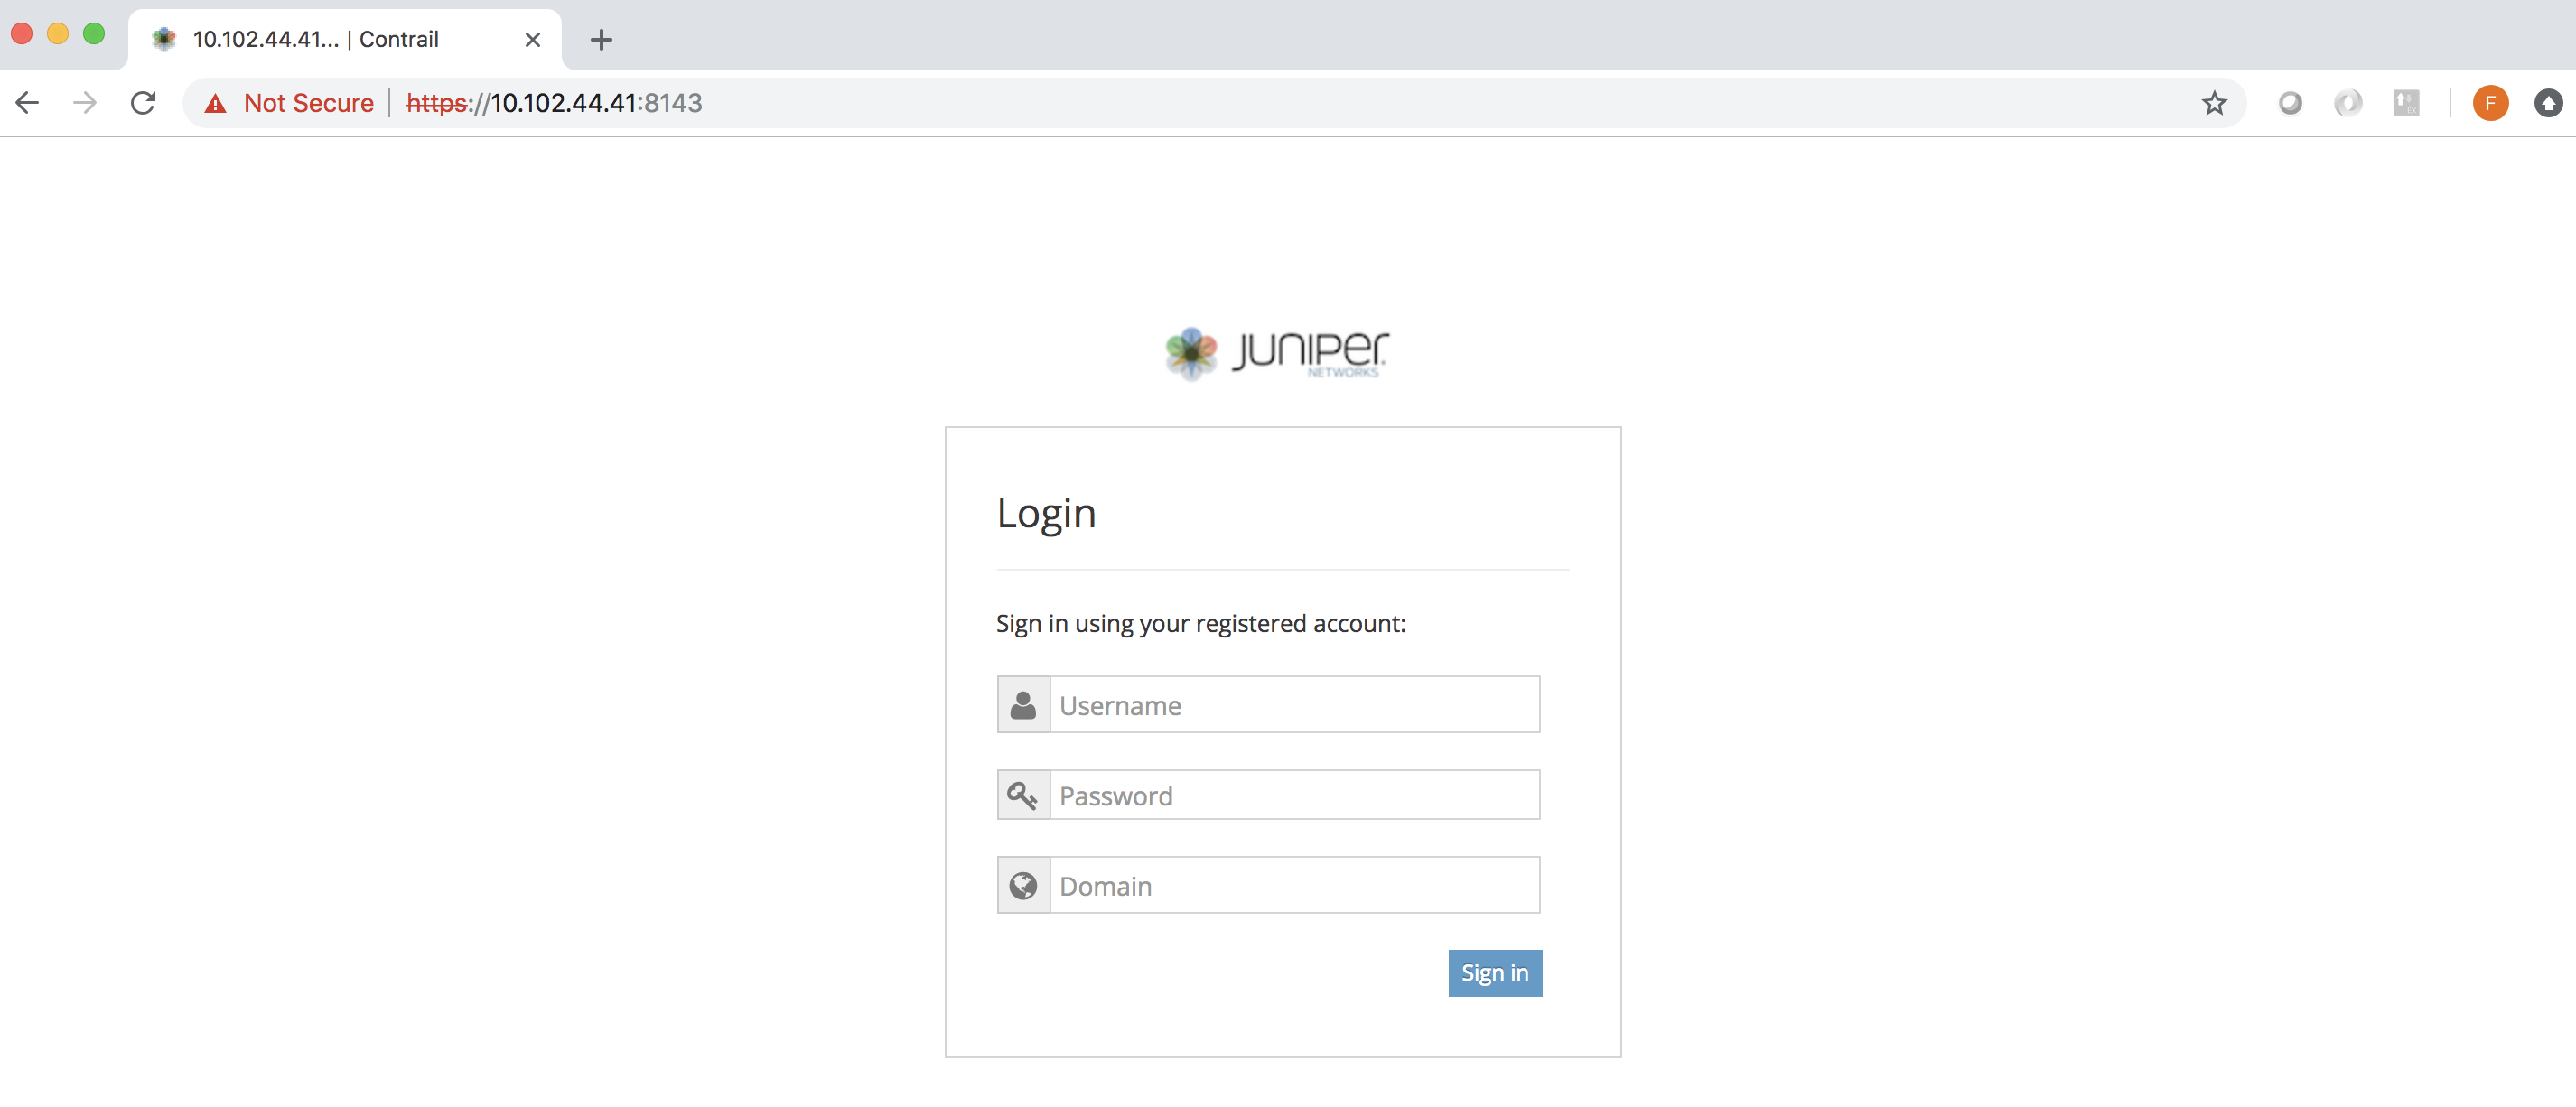 10.102.44.41... | Contrail
Not Secure https://10.102.44.41:8143
F
JUNIPER
NETWORKS
Login
Sign in using your registered account:
Username
Password
Domain
Sign in